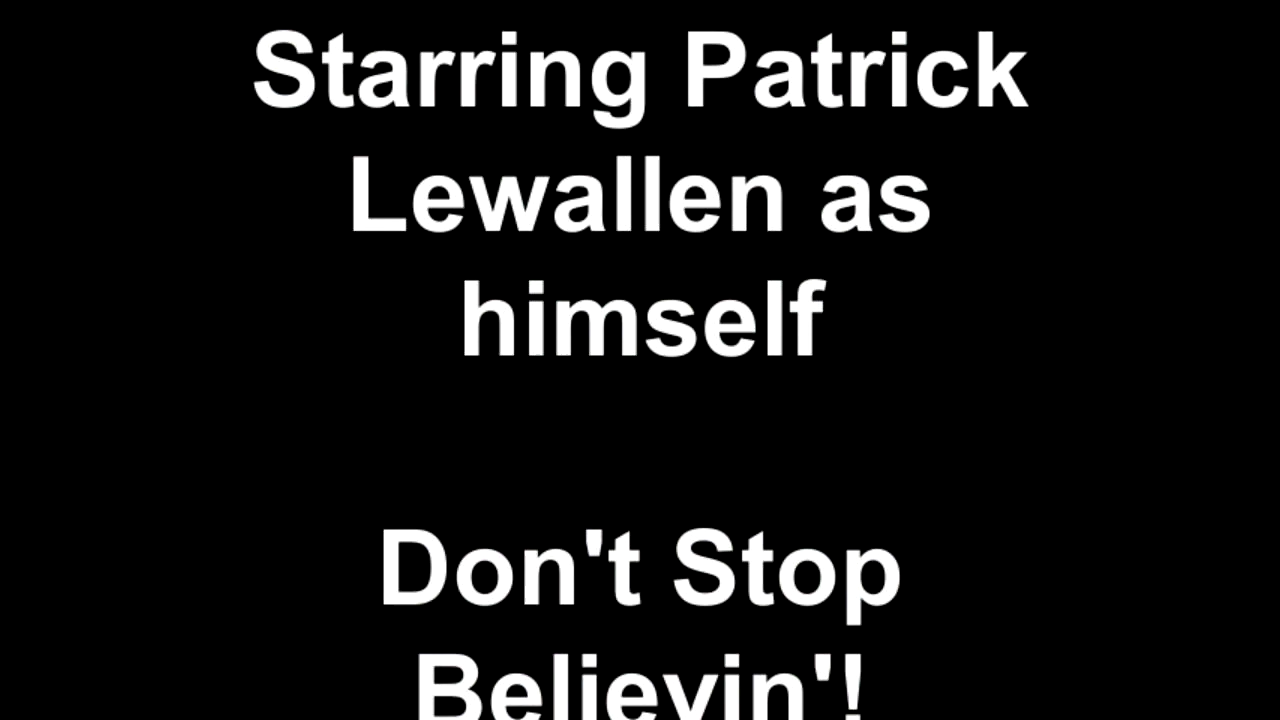 Starring Patrick
Lewallen as
himself
Don't Stop
Believin'!